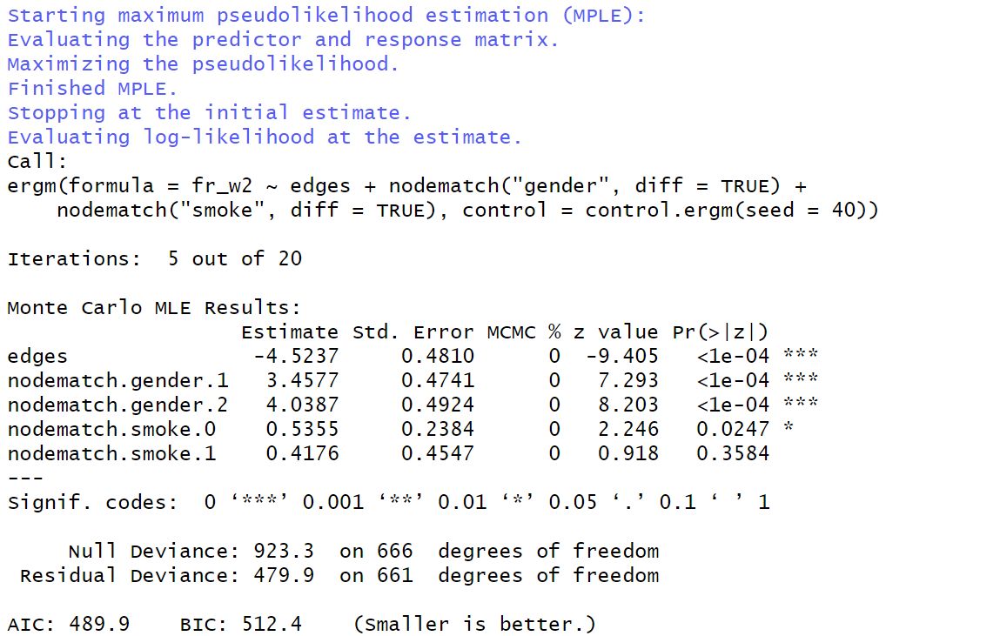 Starting maximum pseudolikelihood estimation (MPLE):
Evaluating the predictor and response matrix.
Maximizing the pseudolikelihood.
Finished MPLE.
Stopping at the initial estimate.
Evaluating log-likelihood at the estimate.
Call:
ergm(formula = fr_w2 ~ edges + nodematch("gender", diff = TRUE) +
    nodematch("smoke", diff = TRUE), control = control.ergm(seed = 40))

Iterations:  5 out of 20

Monte Carlo MLE Results:
                   Estimate Std. Error MCMC % z value Pr(>|z|)
edges               -4.5237     0.4810      0  -9.405   <1e-04 ***
nodematch.gender.1   3.4577     0.4741      0   7.293   <1e-04 ***
nodematch.gender.2   4.0387     0.4924      0   8.203   <1e-04 ***
nodematch.smoke.0    0.5355     0.2384      0   2.246   0.0247 *
nodematch.smoke.1    0.4176     0.4547      0   0.918   0.3584
---
Signif. codes:  0 ‘***’ 0.001 ‘**’ 0.01 ‘*’ 0.05 ‘.’ 0.1 ‘ ’ 1

     Null Deviance: 923.3  on 666  degrees of freedom
 Residual Deviance: 479.9  on 661  degrees of freedom

AIC: 489.9    BIC: 512.4    (Smaller is better.)